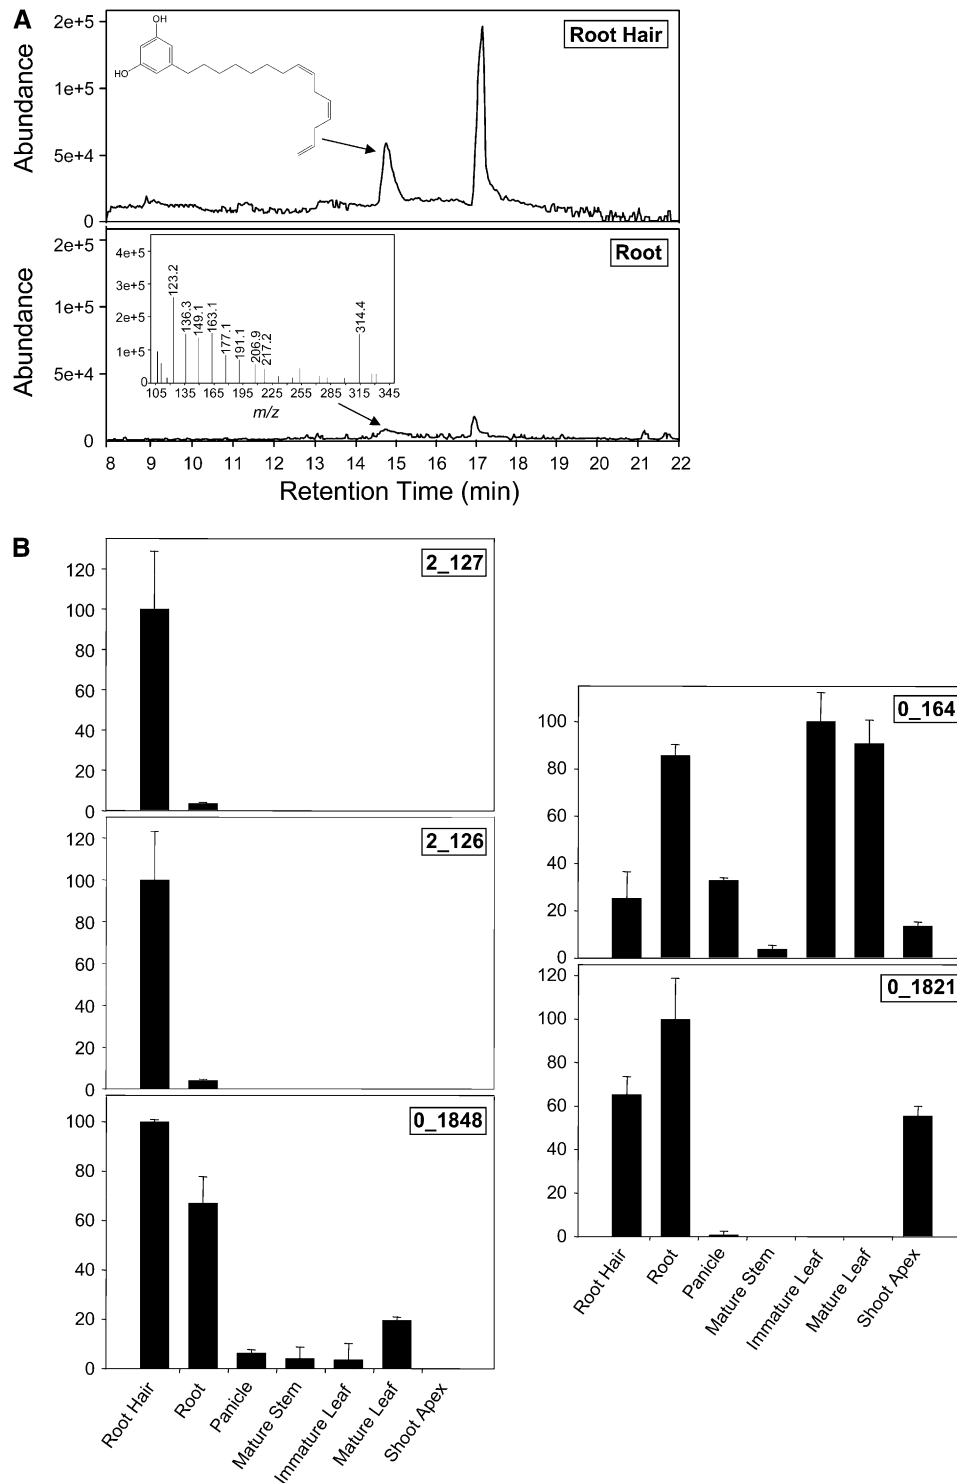 A
Root Hair
OH
HO
Abundance
2e+5
1e+5
5e+4
0
Root
Abundance
2e+5
1e+5
5e+4
0
4e+5
3e+5
2e+5
1e+5
0
123.2
136.3
149.1
163.1
177.1
191.1
206.9
217.2
314.4
105 135 165 195 225 255 285 315 345
m/z
8 9 10 11 12 13 14 15 16 17 18 19 20 21 22
Retention Time (min)
B
2_127
120
100
80
60
40
20
0
2_126
120
100
80
60
40
20
0
0_1848
100
80
60
40
20
0
Root Hair
Root
Panicle
Mature Stem
Immature Leaf
Mature Leaf
Shoot Apex
0_164
100
80
60
40
20
0
0_1821
120
100
80
60
40
20
0
Root Hair
Root
Panicle
Mature Stem
Immature Leaf
Mature Leaf
Shoot Apex